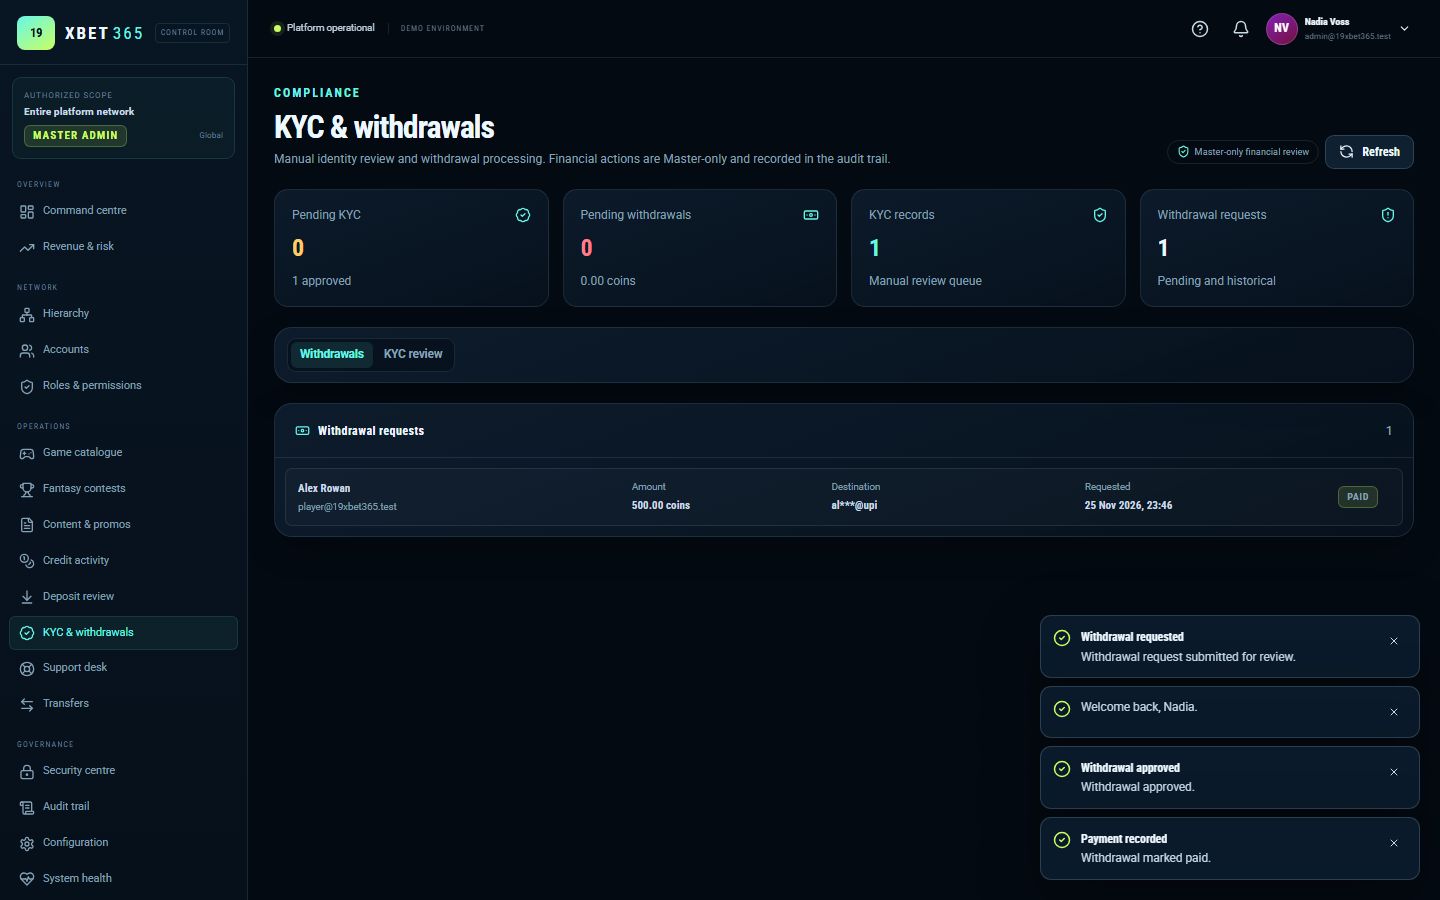 19 XBET 365 CONTROL ROOM
Platform operational DEMO ENVIRONMENT
NV Nadia Voss
admin@19xbet365.test
AUTHORIZED SCOPE
Entire platform network
MASTER ADMIN Global
OVERVIEW
Command centre
Revenue & risk
NETWORK
Hierarchy
Accounts
Roles & permissions
OPERATIONS
Game catalogue
Fantasy contests
Content & promos
Credit activity
Deposit review
KYC & withdrawals
Support desk
Transfers
GOVERNANCE
Security centre
Audit trail
Configuration
System health
COMPLIANCE
KYC & withdrawals
Manual identity review and withdrawal processing. Financial actions are Master-only and recorded in the audit trail.
Master-only financial review Refresh
Pending KYC
0
1 approved
Pending withdrawals
0
0.00 coins
KYC records
1
Manual review queue
Withdrawal requests
1
Pending and historical
Withdrawals KYC review
Withdrawal requests 1
Alex Rowan
player@19xbet365.test
Amount
500.00 coins
Destination
al***@upi
Requested
25 Nov 2026, 23:46
PAID
Withdrawal requested
Withdrawal request submitted for review.
Welcome back, Nadia.
Withdrawal approved
Withdrawal approved.
Payment recorded
Withdrawal marked paid.